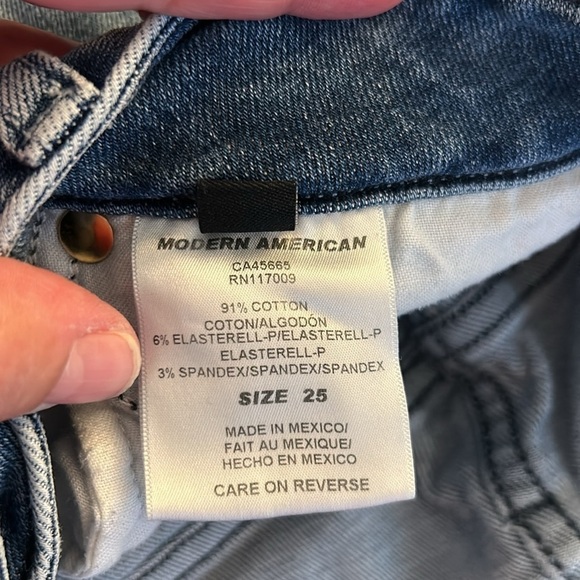 MODERN AMERICAN
CA45665
RN117009
91% COTTON
COTON/ALGODÓN
6% ELASTERELL-P/ELASTERELL-P
ELASTERELL-P
3% SPANDEX/SPANDEX/SPANDEX
SIZE 25
MADE IN MEXICO/
FAIT AU MEXIQUE/
HECHO EN MEXICO
CARE ON REVERSE